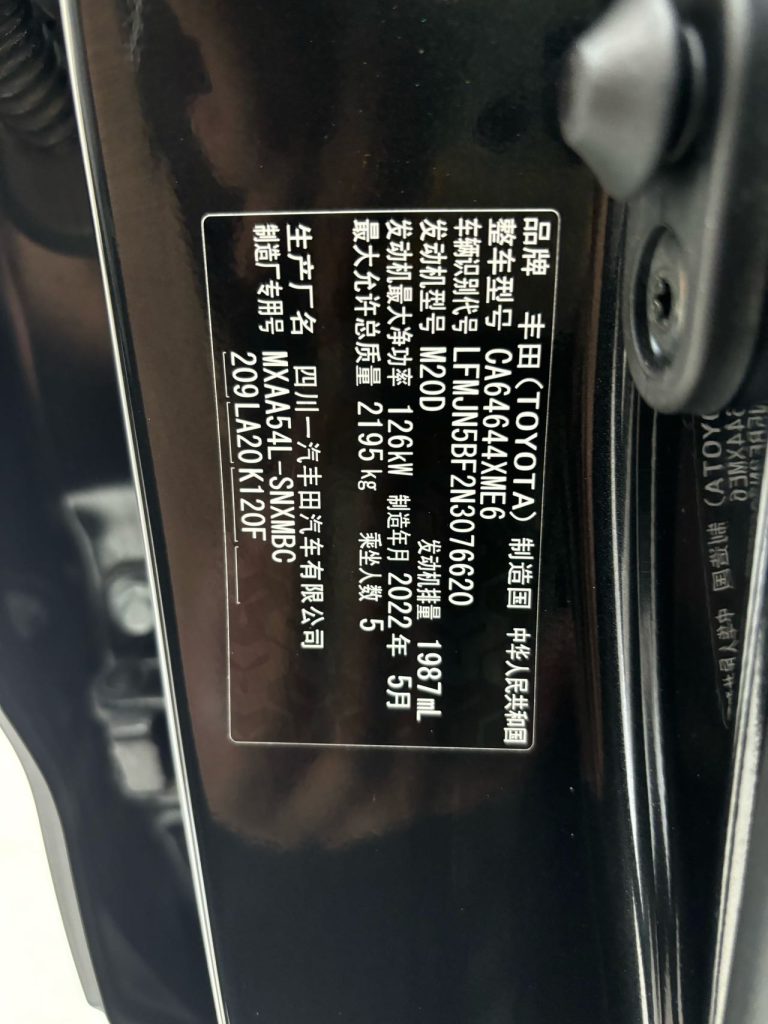 品牌 丰田(TOYOTA) 制造国 中华人民共和国
整车型号 CA64644XME6
车辆识别代号 LFMJN5BF2N3076620
发动机型号 M20D 发动机排量 1987mL
发动机最大净功率 126kW 制造年月 2022年 5月
最大允许总质量 2195kg 乘坐人数 5
生产厂名 四川一汽丰田汽车有限公司
制造厂专用号 MXAA54L-SNXMBC
209LA20K120F